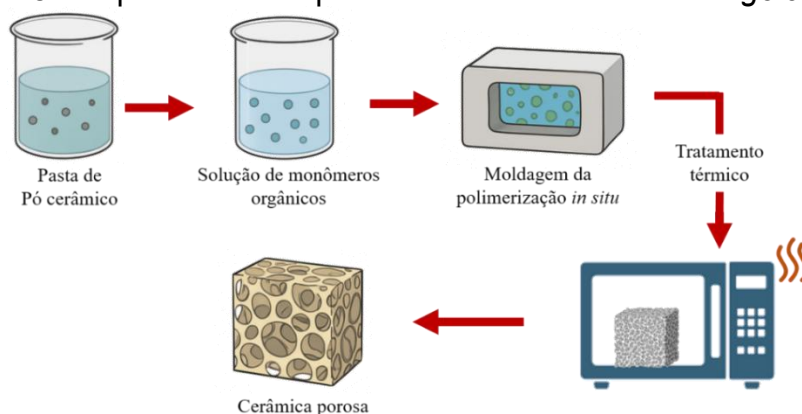 Pasta de
Pó cerâmico
Solução de monômeros
orgânicos
Moldagem da
polimerização in situ
Tratamento
térmico
Cerâmica porosa